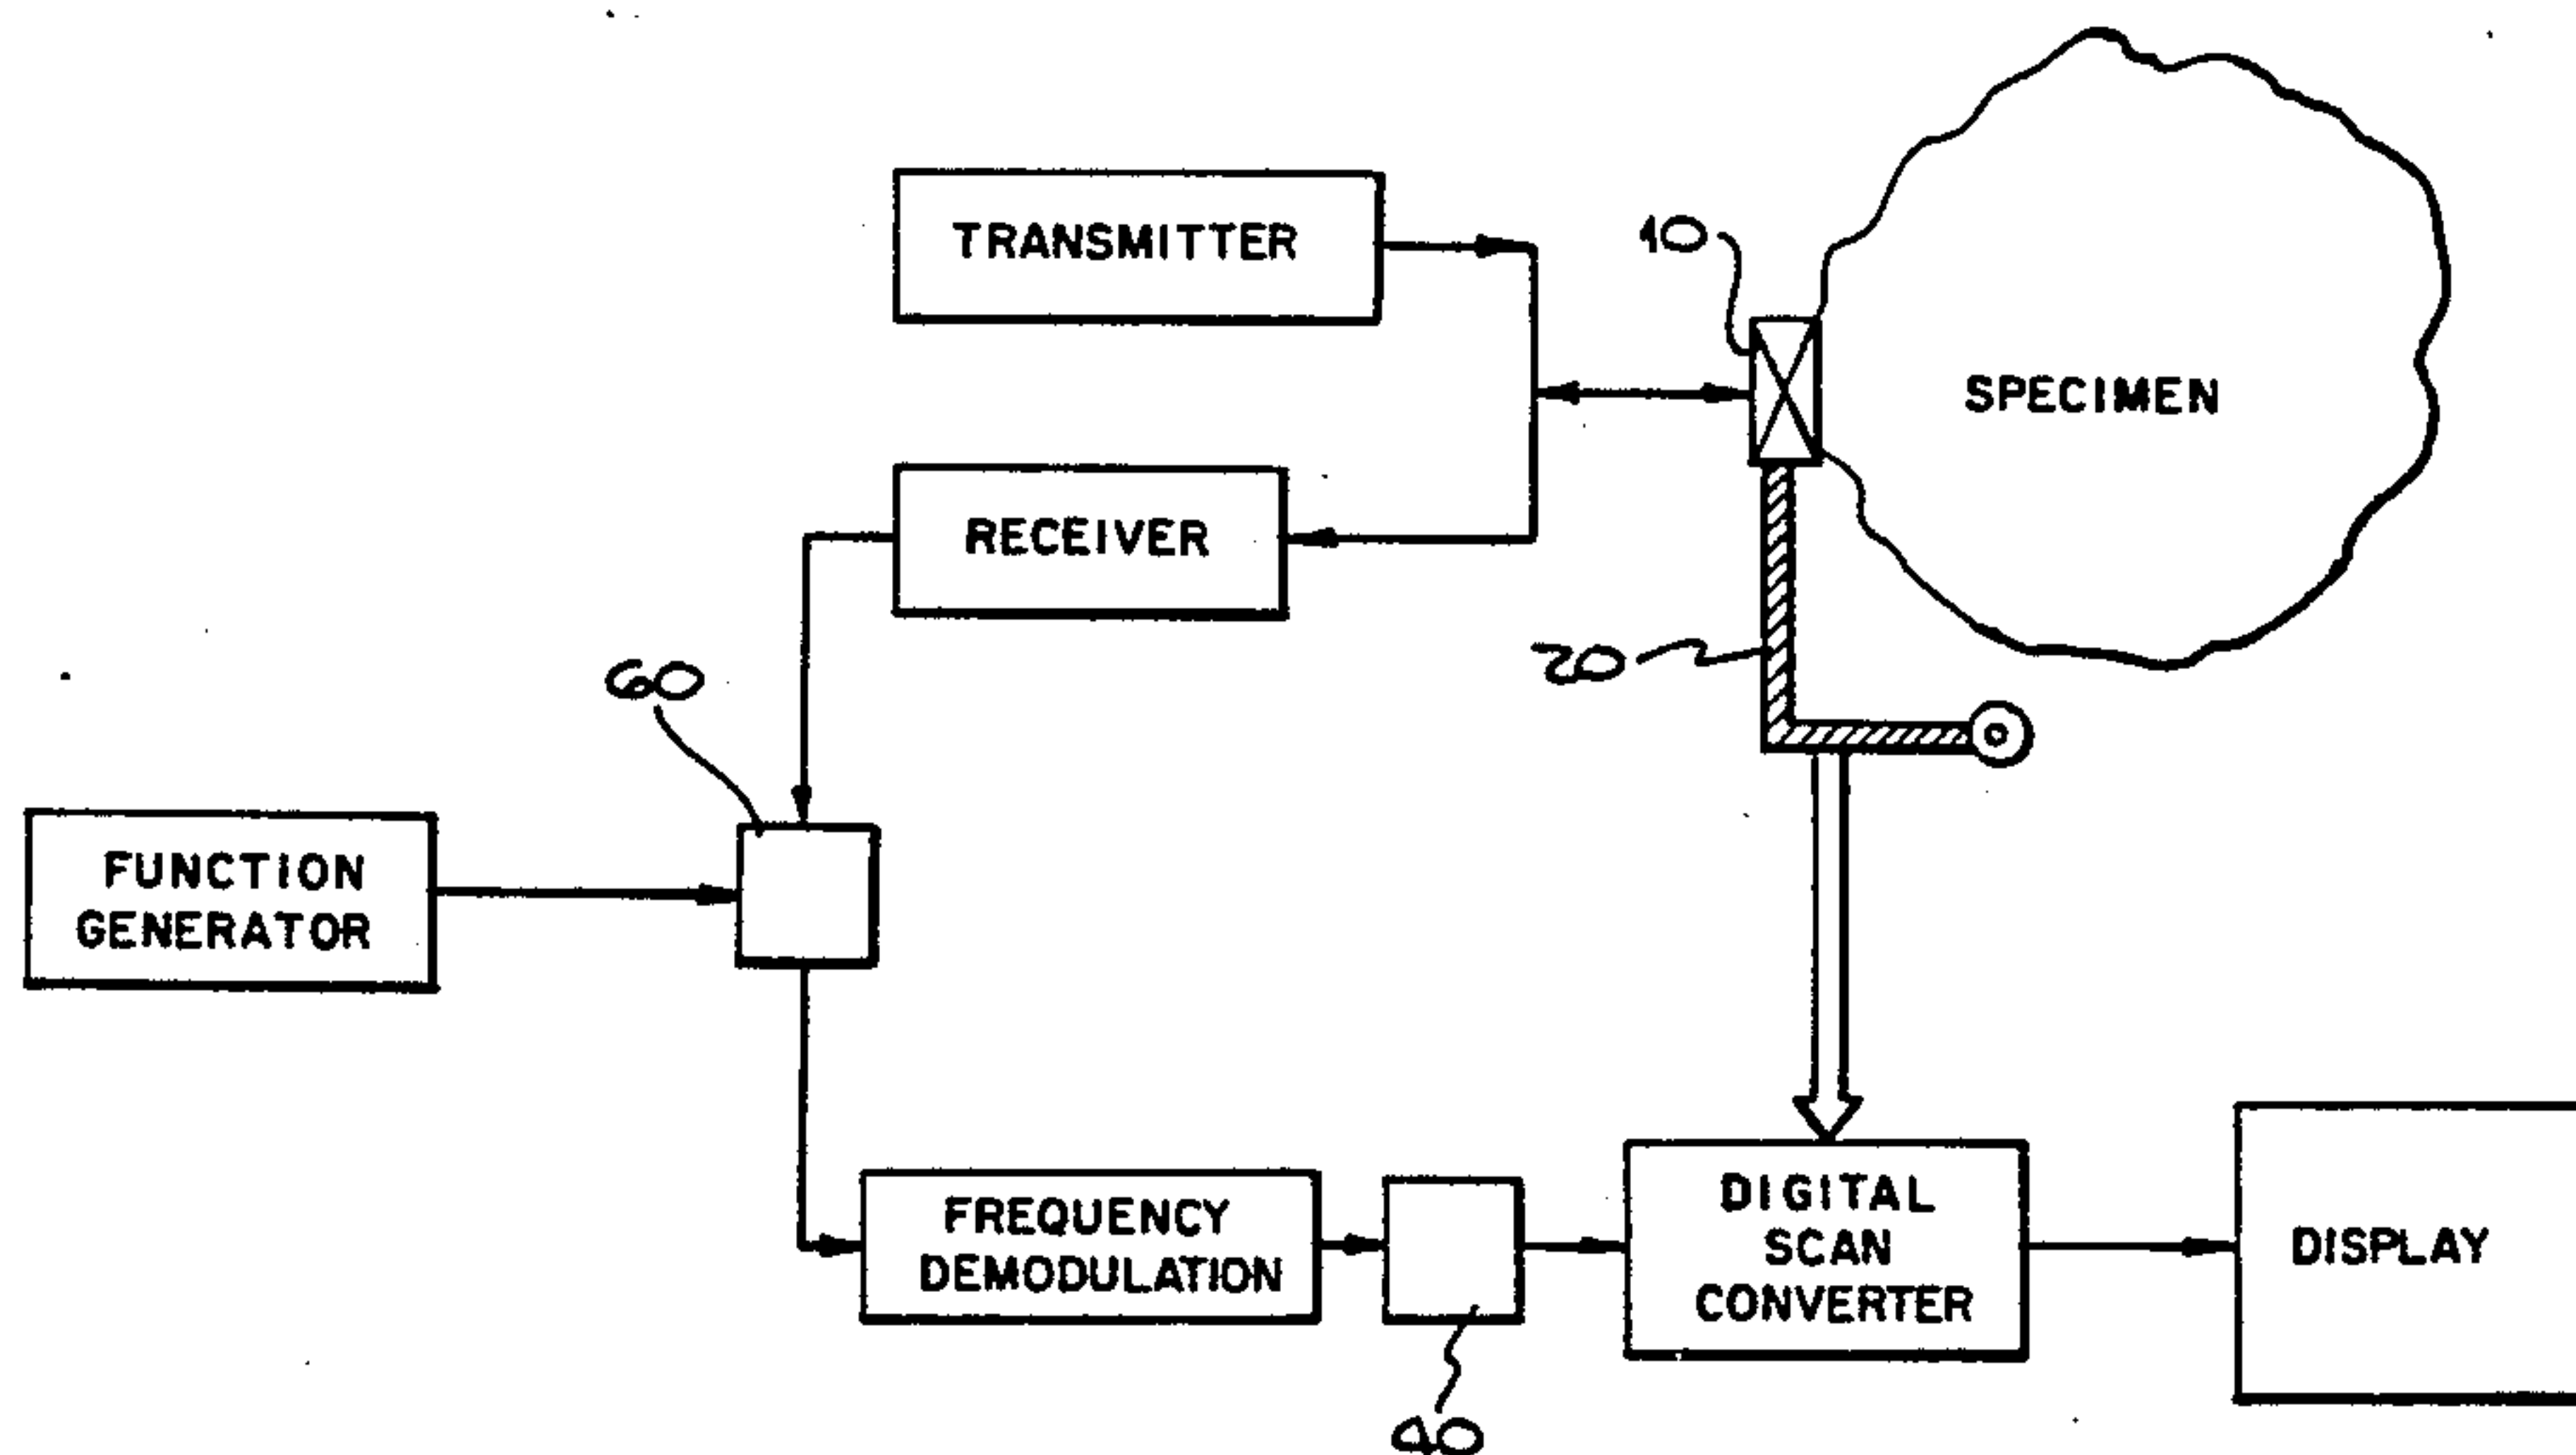 TRANSMITTER
10
SPECIMEN
RECEIVER
20
60
FUNCTION
GENERATOR
FREQUENCY
DEMODULATION
DIGITAL
SCAN
CONVERTER
DISPLAY
40